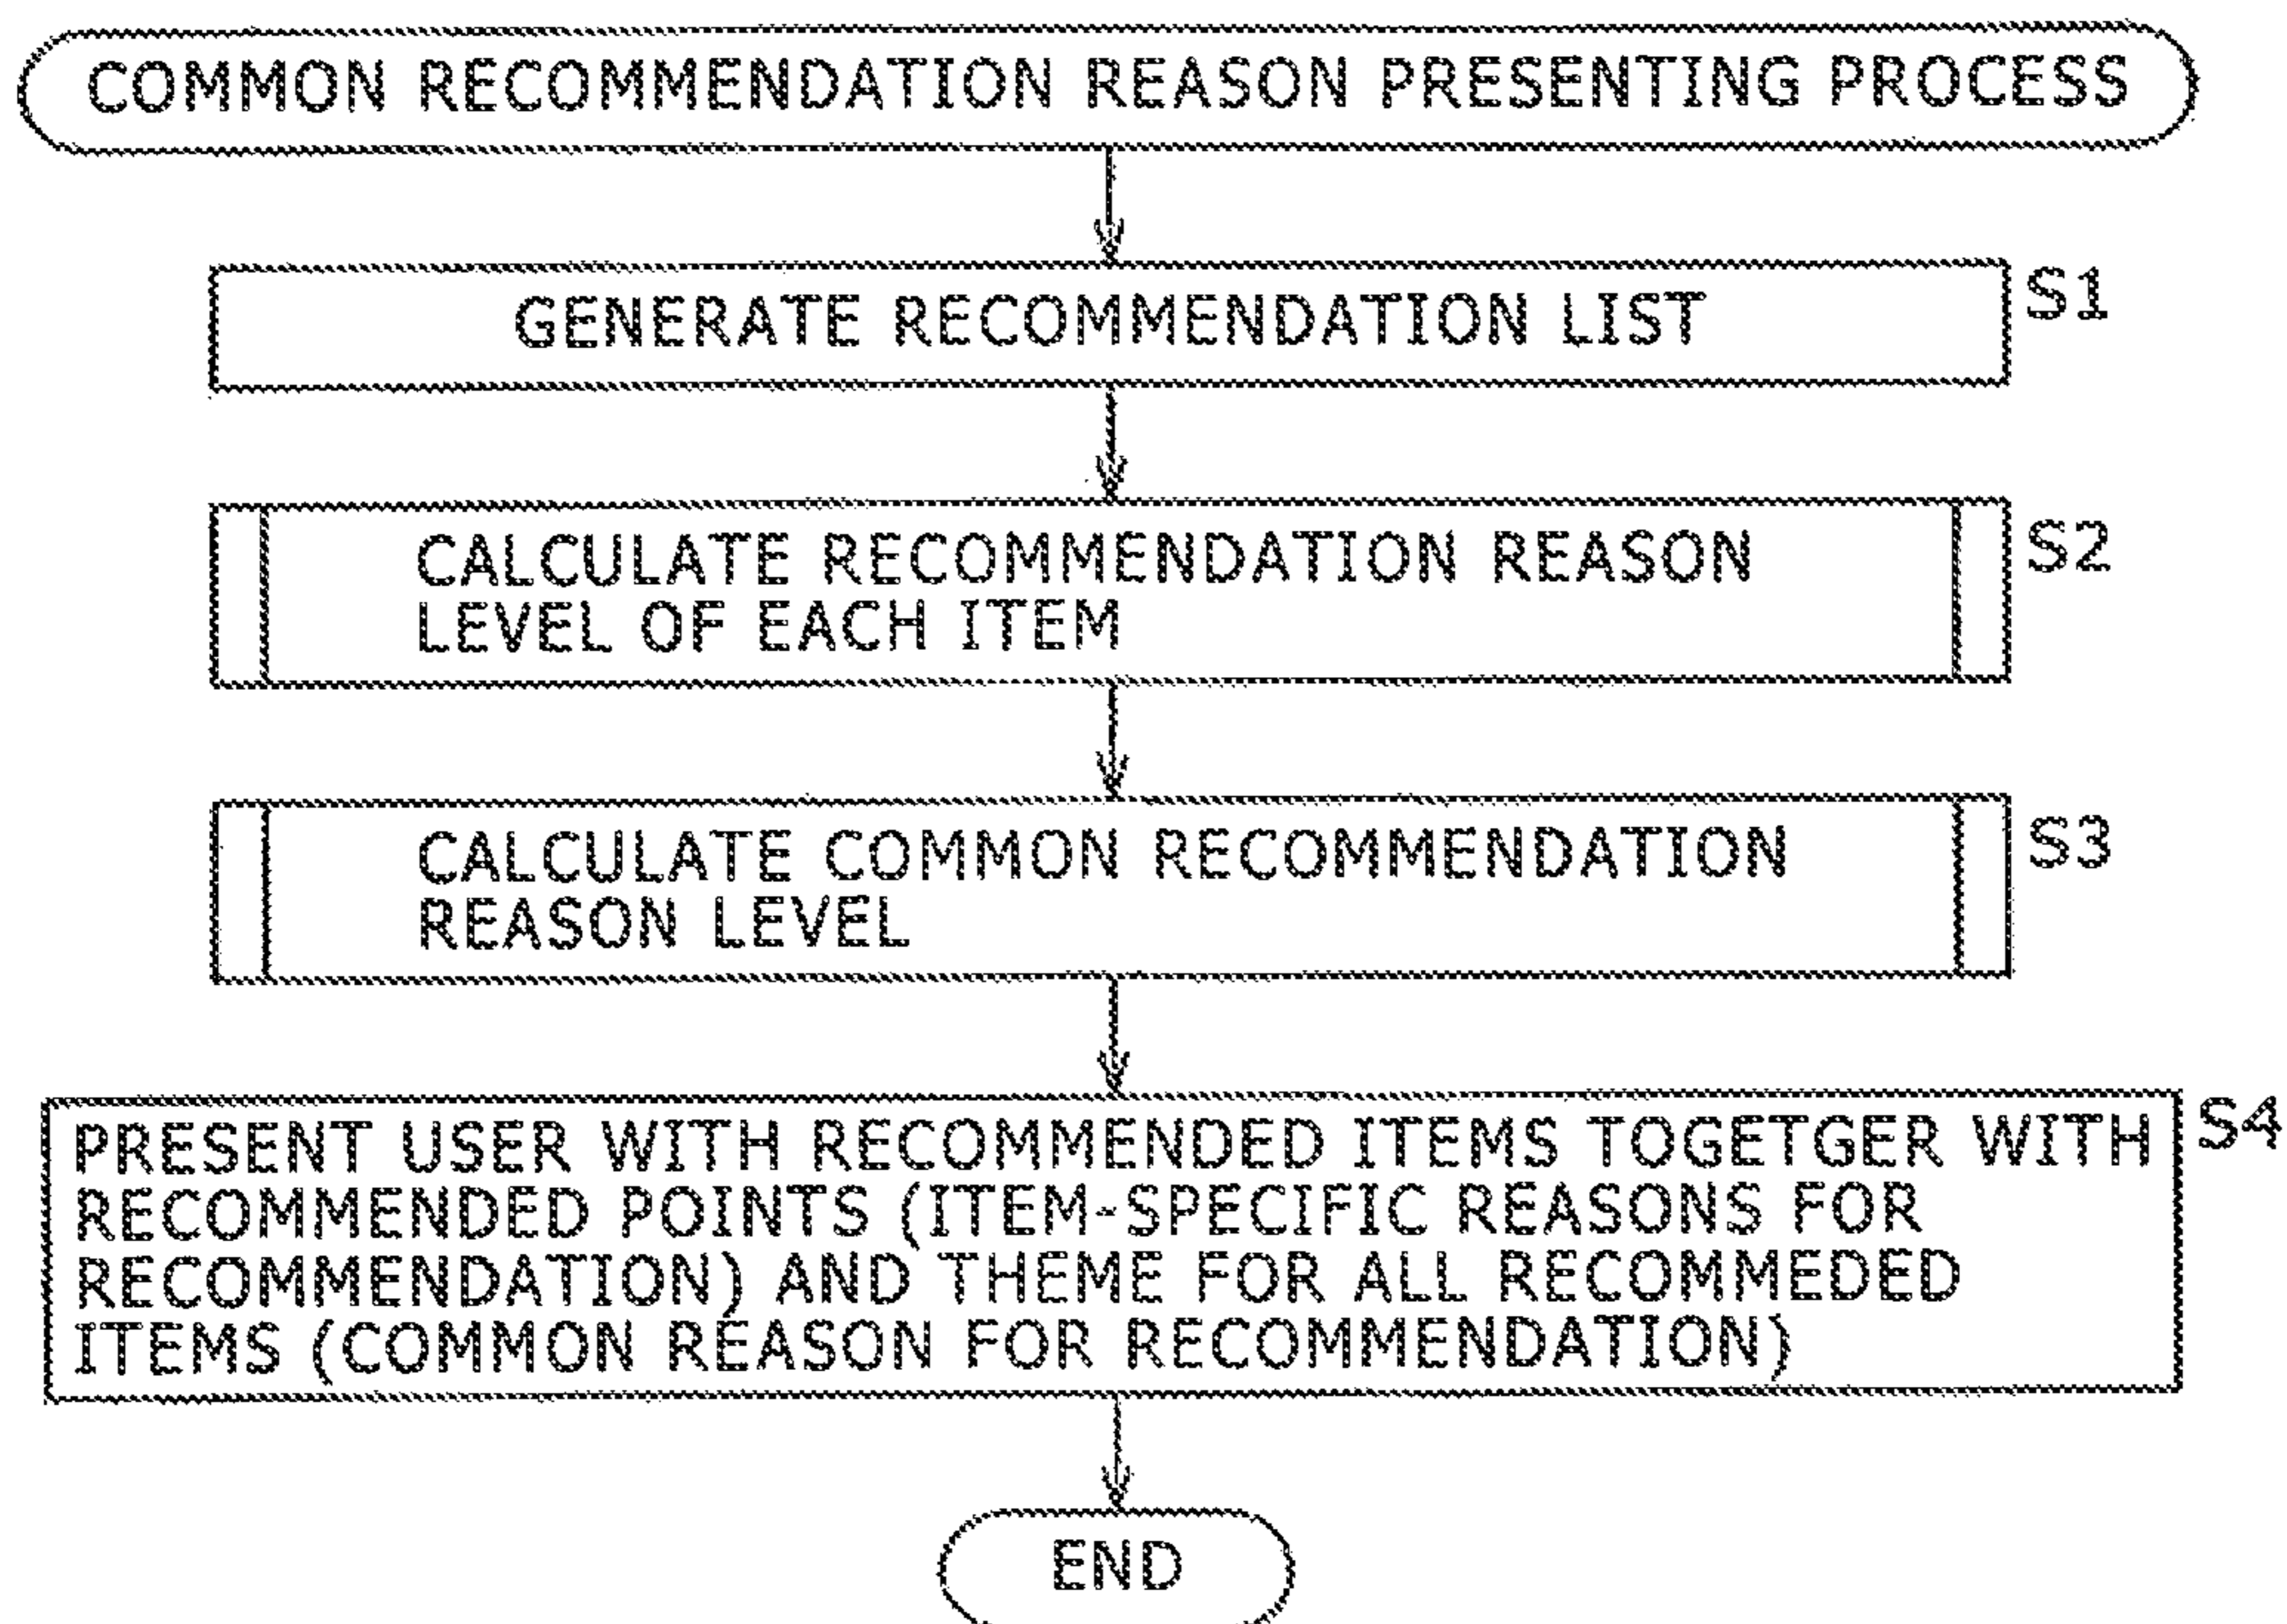 COMMON RECOMMENDATION REASON PRESENTING PROCESS
GENERATE RECOMMENDATION LIST
S1
CALCULATE RECOMMENDATION REASON
LEVEL OF EACH ITEM
S2
CALCULATE COMMON RECOMMENDATION
REASON LEVEL
S3
PRESENT USER WITH RECOMMENDED ITEMS TOGETGER WITH
RECOMMENDED POINTS (ITEM-SPECIFIC REASONS FOR
RECOMMENDATION) AND THEME FOR ALL RECOMMEDED
ITEMS (COMMON REASON FOR RECOMMENDATION)
S4
END